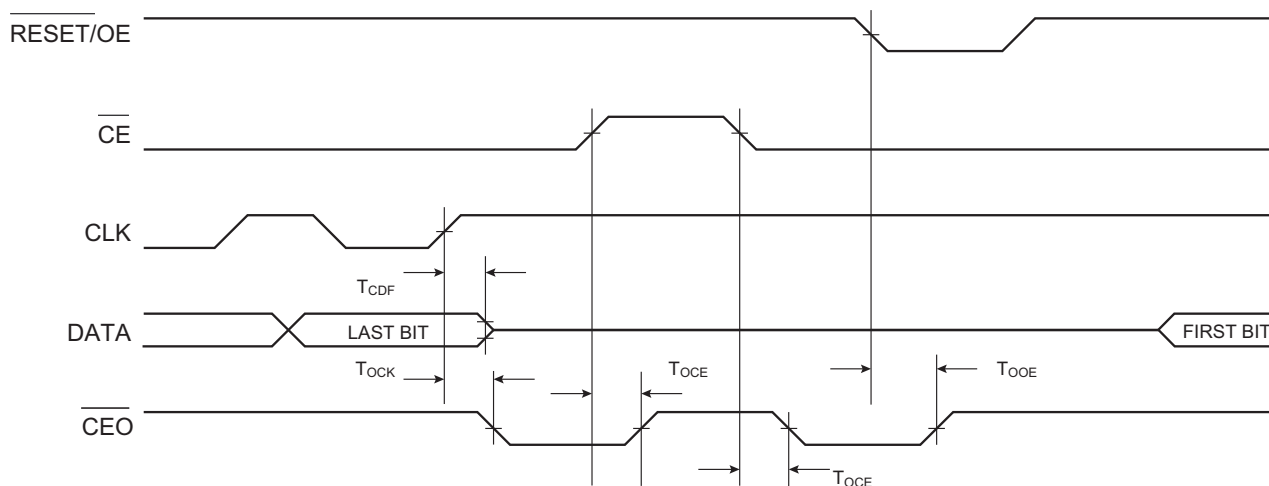 RESET/OE
CE
CLK
TCDF
DATA
LAST BIT
FIRST BIT
TOCK
TOCE
TOOE
CEO
TOCE